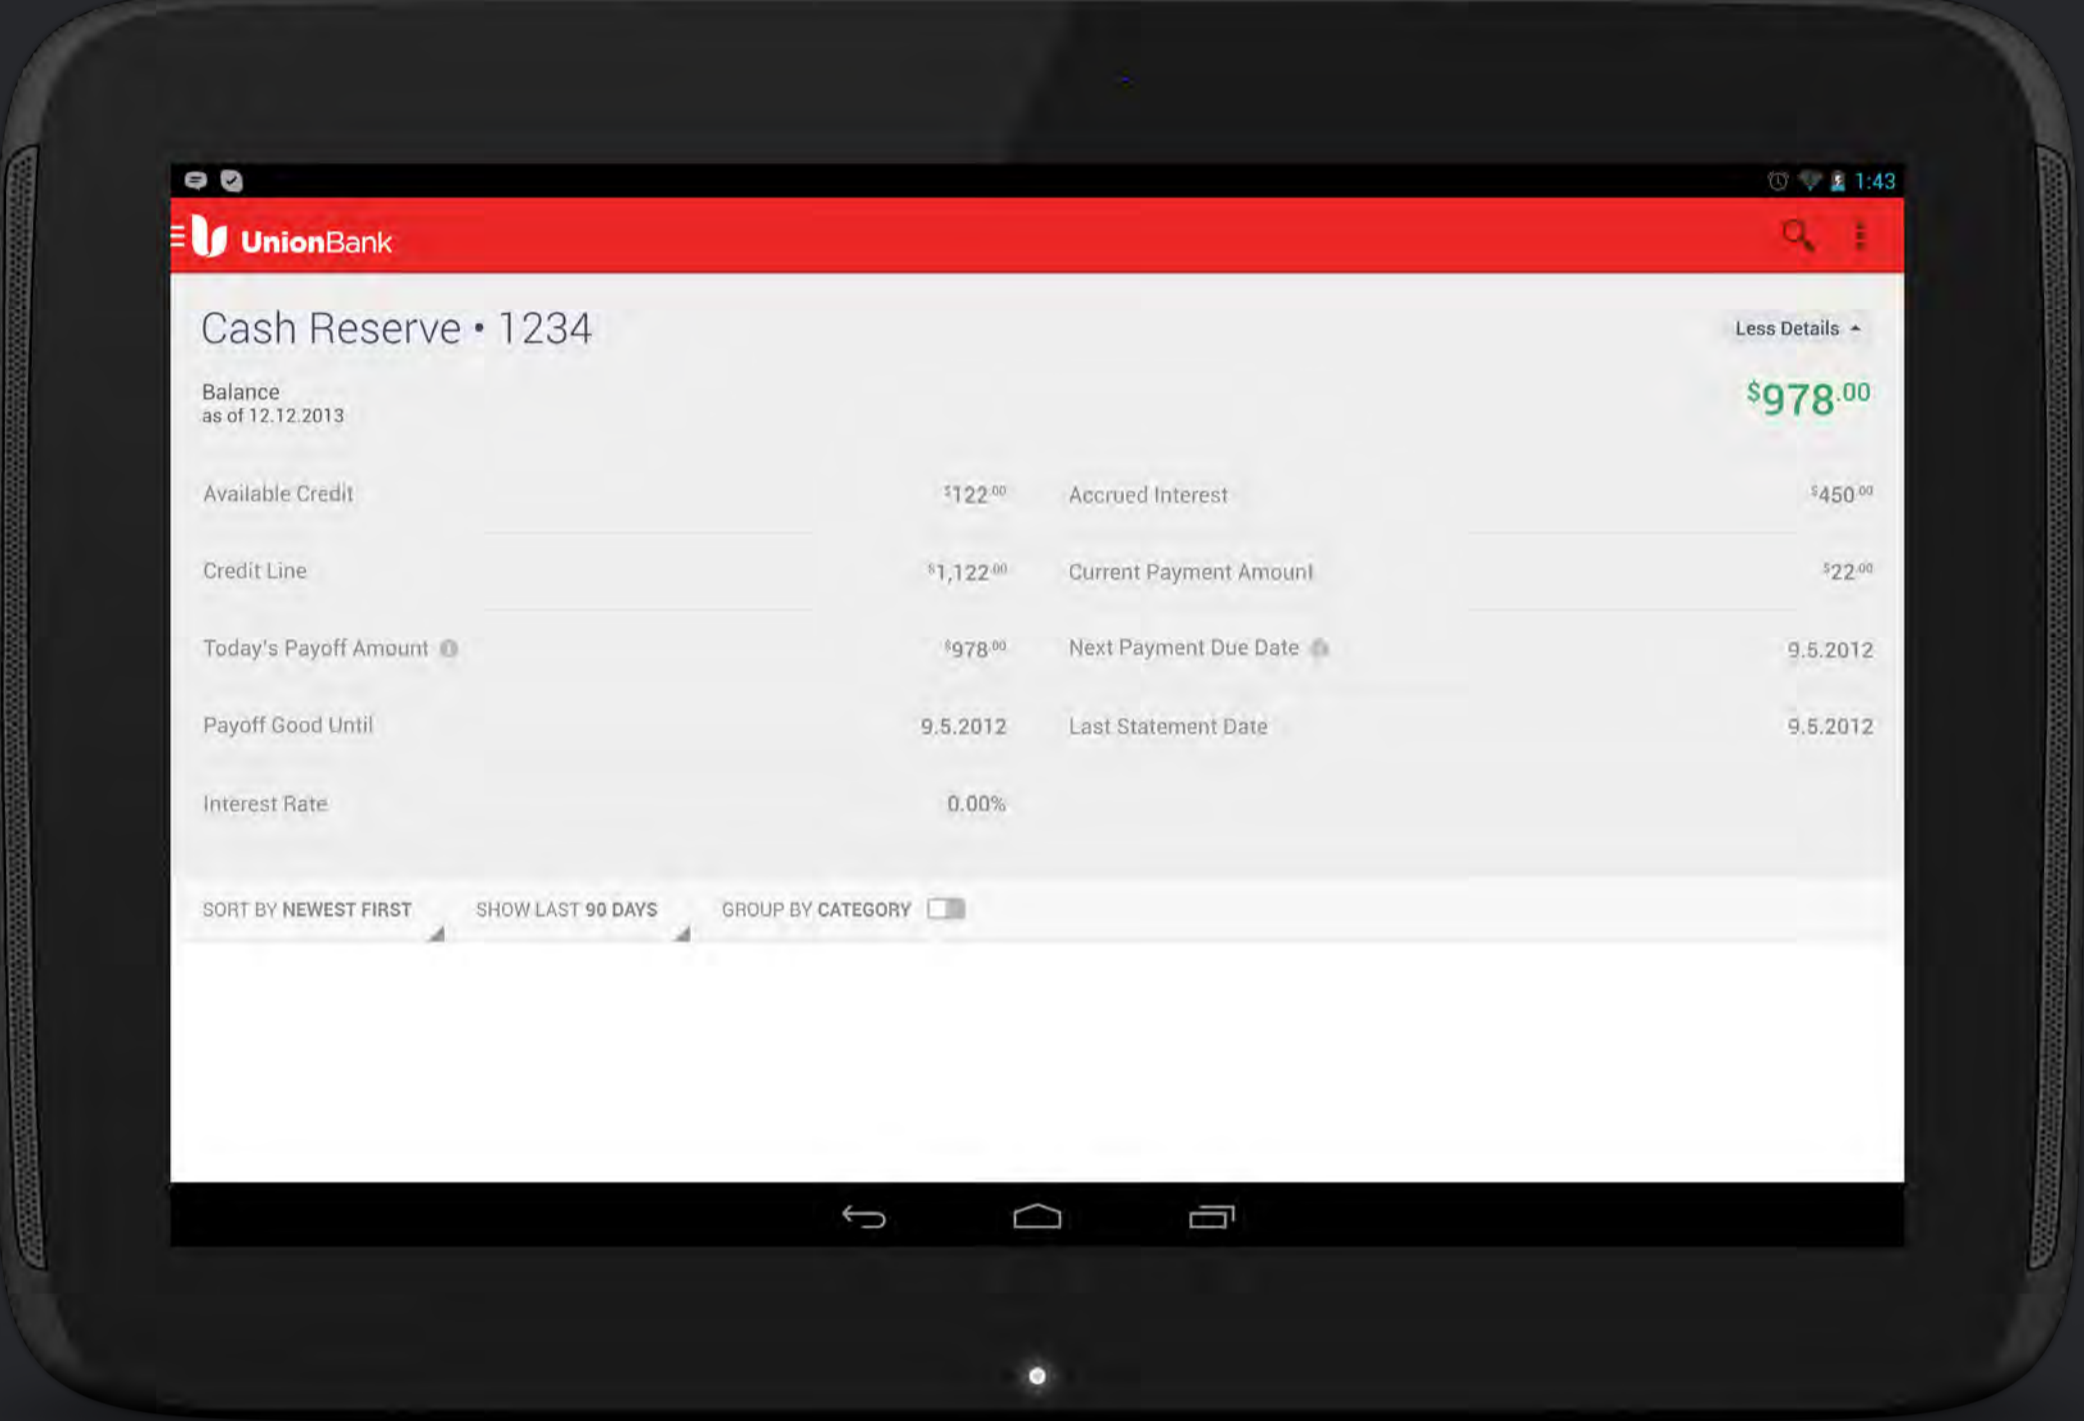 1:43
UnionBank
Cash Reserve • 1234
Less Details
Balance
$978.00
as of 12.12.2013
Available Credit $122.00 Accrued Interest $450.00
Credit Line $1,122.00 Current Payment Amount $22.00
Today's Payoff Amount $978.00 Next Payment Due Date 9.5.2012
Payoff Good Until 9.5.2012 Last Statement Date 9.5.2012
Interest Rate 0.00%
SORT BY NEWEST FIRST SHOW LAST 90 DAYS GROUP BY CATEGORY